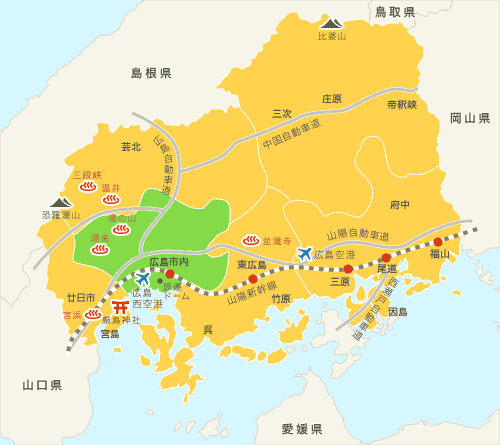 鳥取県
比婆山
島根県
庄原
帝釈峡
三次
岡山県
中国自動車道
芸北
広島自動車道
三段峡
温井
恐羅漢山
湯の山
湯来
府中
山陽自動車道
並滝寺
広島空港
福山
広島市内
東広島
尾道
三原
廿日市
広島
西空港
原爆
ドーム
山陽新幹線
竹原
西瀬戸自動車道
因島
宮浜
厳島神社
宮島
呉
山口県
愛媛県